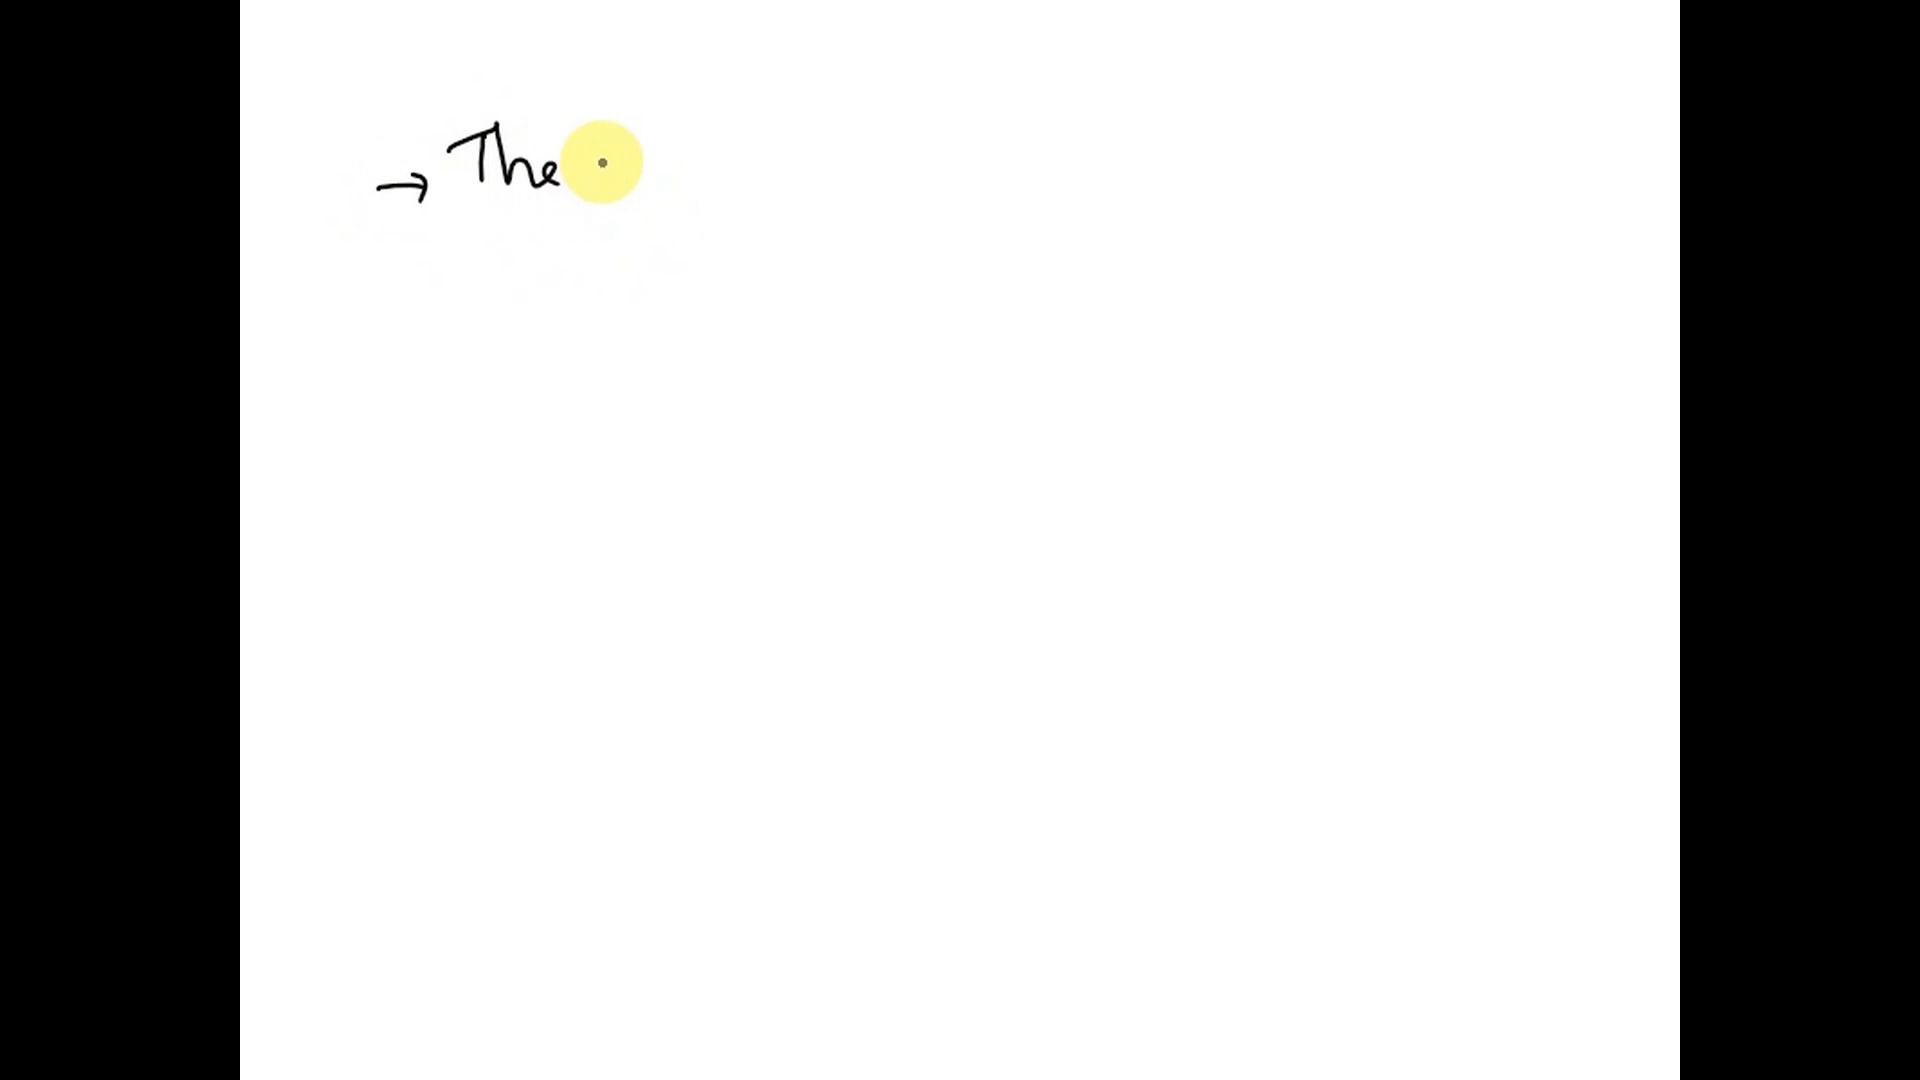 → The